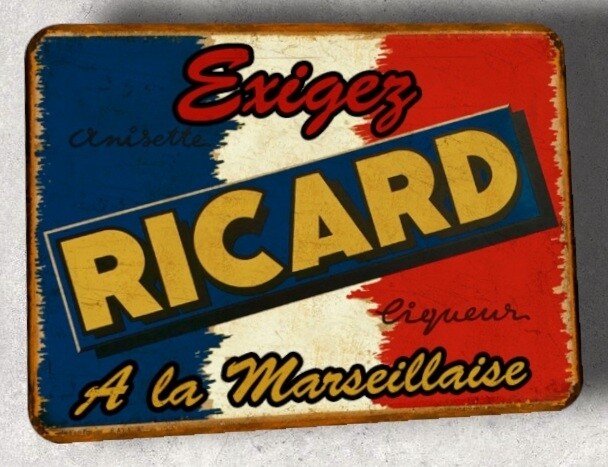 Exigez
anisette
RICARD
liqueur
A la Marseillaise